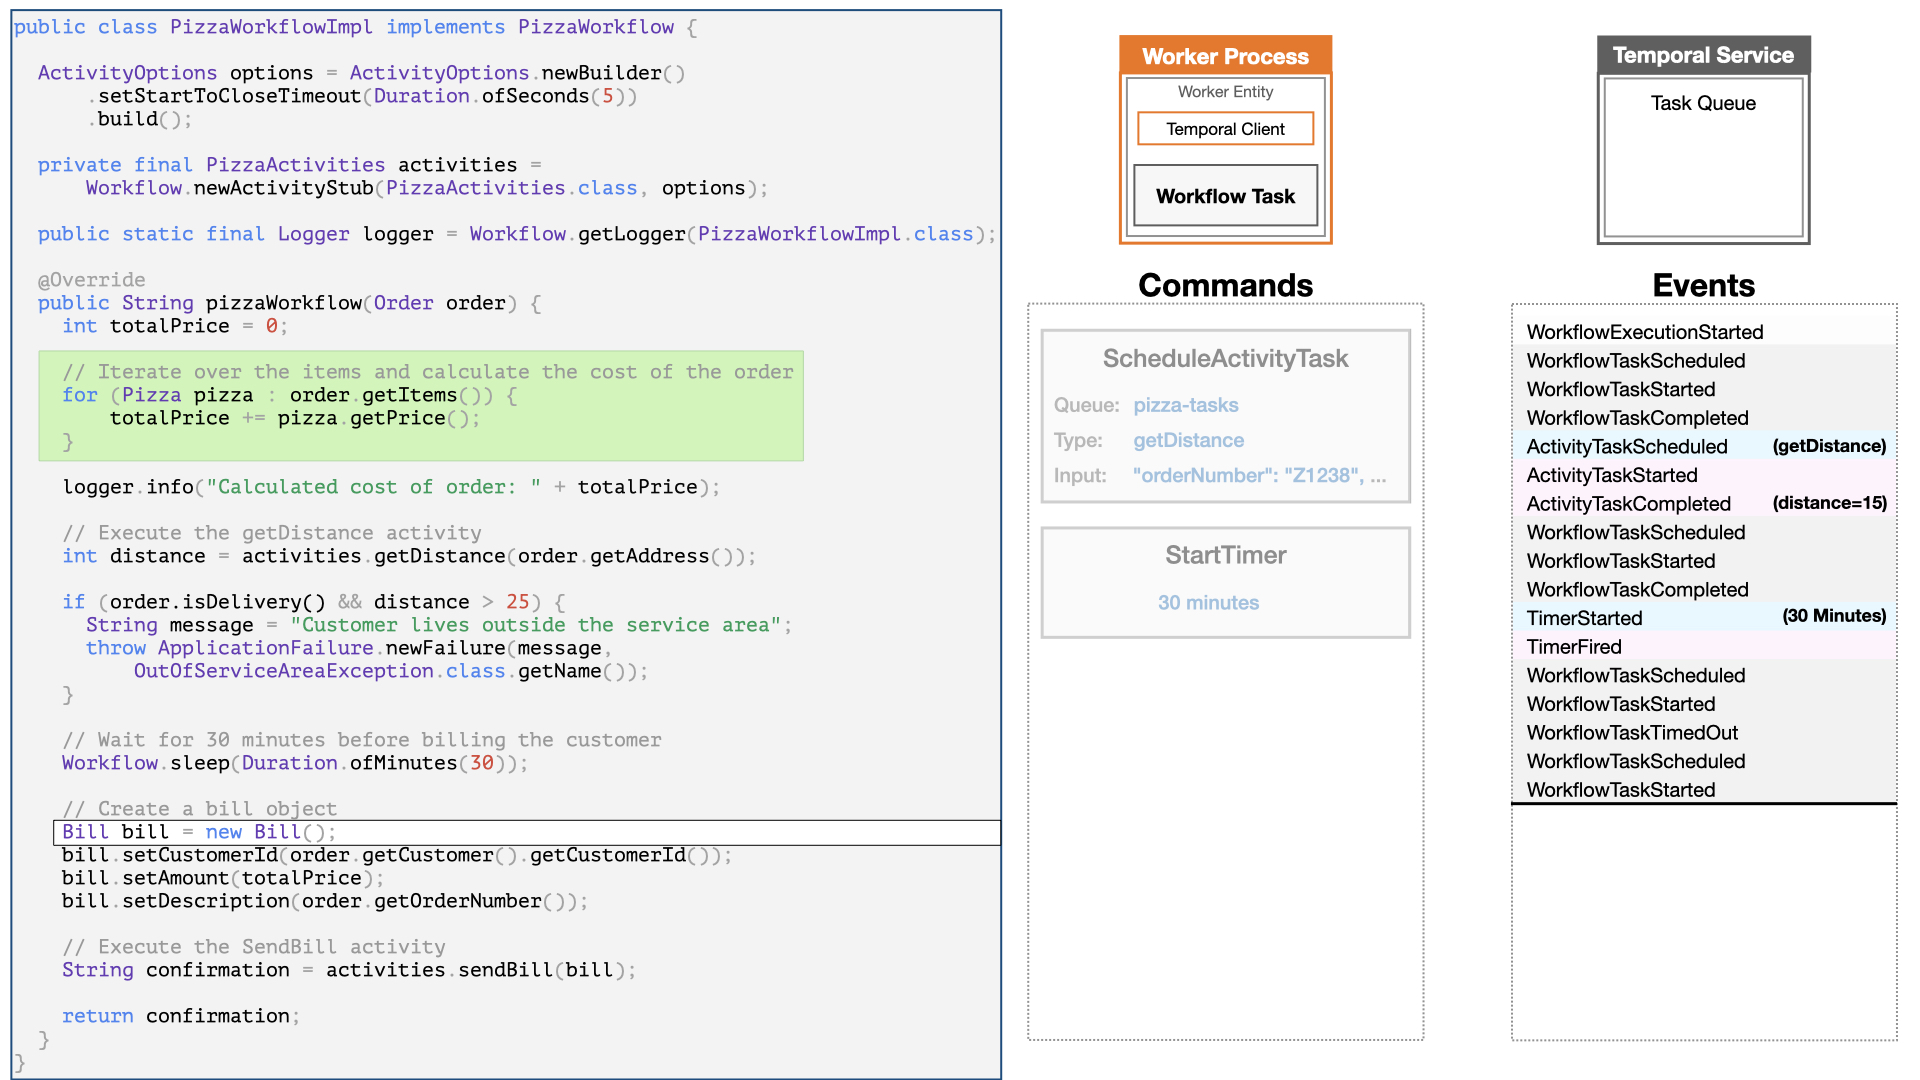 public class PizzaWorkflowImpl implements PizzaWorkflow {
ActivityOptions options = ActivityOptions.newBuilder()
.setStartToCloseTimeout(Duration.ofSeconds(5))
.build();
private final PizzaActivities activities =
Workflow.newActivityStub(PizzaActivities.class, options);
public static final Logger logger = Workflow.getLogger(PizzaWorkflowImpl.class);
@Override
public String pizzaWorkflow(Order order) {
int totalPrice = 0;
// Iterate over the items and calculate the cost of the order
for (Pizza pizza : order.getItems()) {
totalPrice += pizza.getPrice();
}
logger.info("Calculated cost of order: " + totalPrice);
// Execute the getDistance activity
int distance = activities.getDistance(order.getAddress());
if (order.isDelivery() && distance > 25) {
String message = "Customer lives outside the service area";
throw ApplicationFailure.newFailure(message,
OutOfServiceAreaException.class.getName());
}
// Wait for 30 minutes before billing the customer
Workflow.sleep(Duration.ofMinutes(30));
// Create a bill object
Bill bill = new Bill();
bill.setCustomerId(order.getCustomer().getCustomerId());
bill.setAmount(totalPrice);
bill.setDescription(order.getOrderNumber());
// Execute the SendBill activity
String confirmation = activities.sendBill(bill);
return confirmation;
}
}
Worker Process
Worker Entity
Temporal Client
Workflow Task
Commands
ScheduleActivityTask
Queue: pizza-tasks
Type: getDistance
Input: "orderNumber": "Z1238", ...
StartTimer
30 minutes
Temporal Service
Task Queue
Events
WorkflowExecutionStarted
WorkflowTaskScheduled
WorkflowTaskStarted
WorkflowTaskCompleted
ActivityTaskScheduled (getDistance)
ActivityTaskStarted
ActivityTaskCompleted (distance=15)
WorkflowTaskScheduled
WorkflowTaskStarted
WorkflowTaskCompleted
TimerStarted (30 Minutes)
TimerFired
WorkflowTaskScheduled
WorkflowTaskStarted
WorkflowTaskTimedOut
WorkflowTaskScheduled
WorkflowTaskStarted